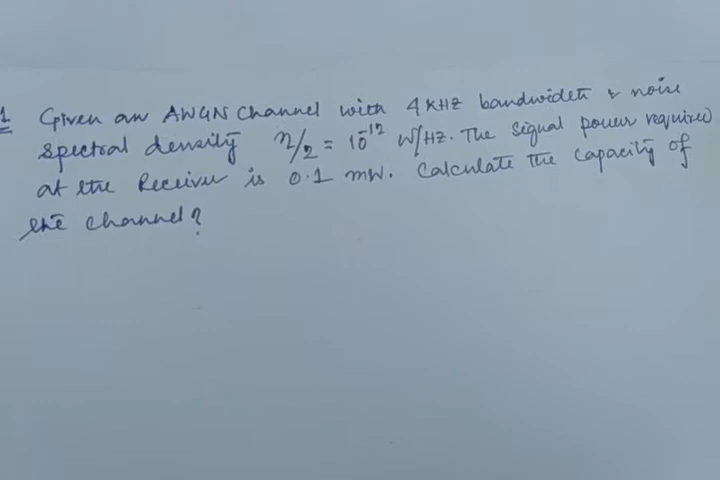 1 Given an AWGN Channel with 4 KHZ bandwidth & noise
spectral density η/2 = 10⁻¹² W/HZ. The signal power required
at the Receiver is 0.1 mW. Calculate the capacity of
the channel?